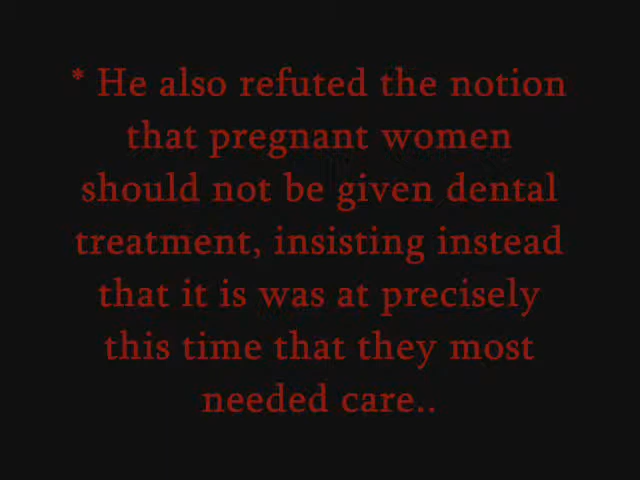 * He also refuted the notion
that pregnant women
should not be given dental
treatment, insisting instead
that it is was at precisely
this time that they most
needed care..